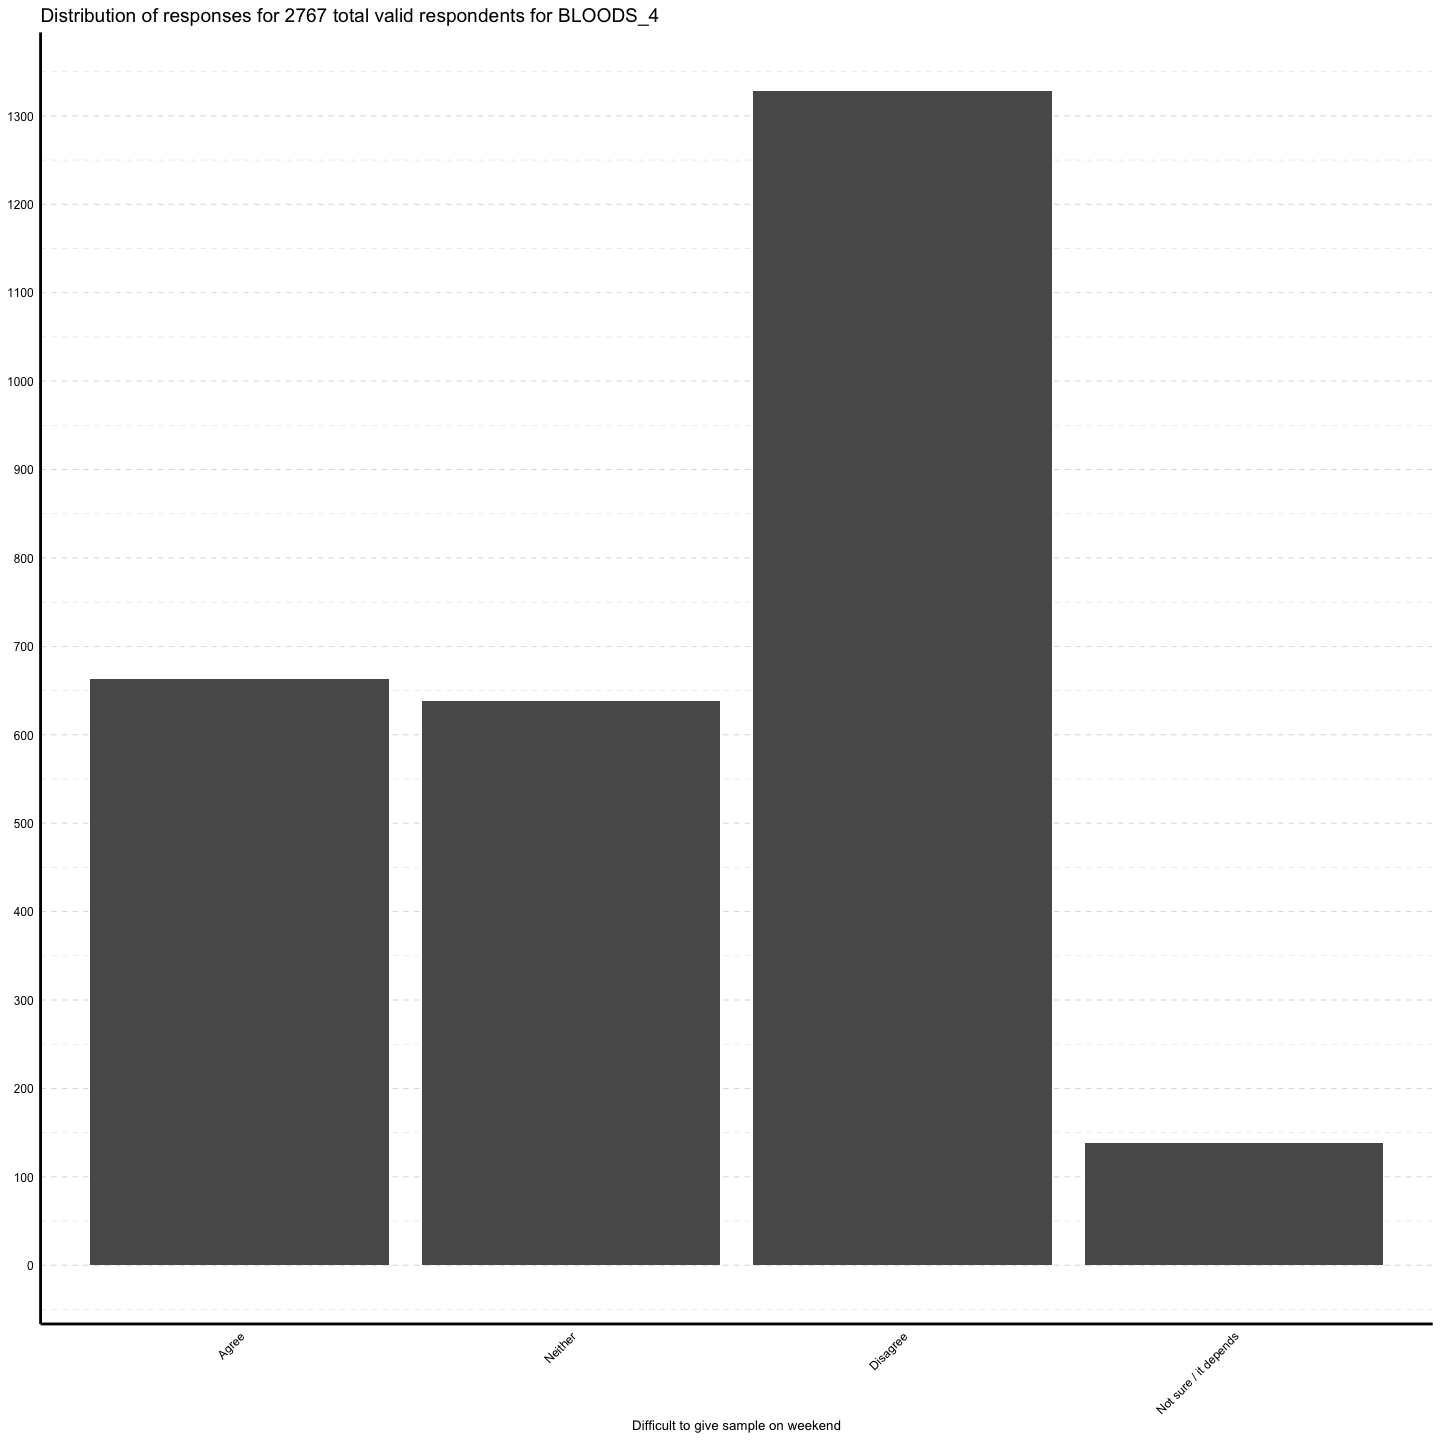 Distribution of responses for 2767 total valid respondents for BLOODS_4
1300
1200
1100
1000
900
800
700
600
500
400
300
200
100
0
Agree
Neither
Disagree
Not sure / it depends
Difficult to give sample on weekend